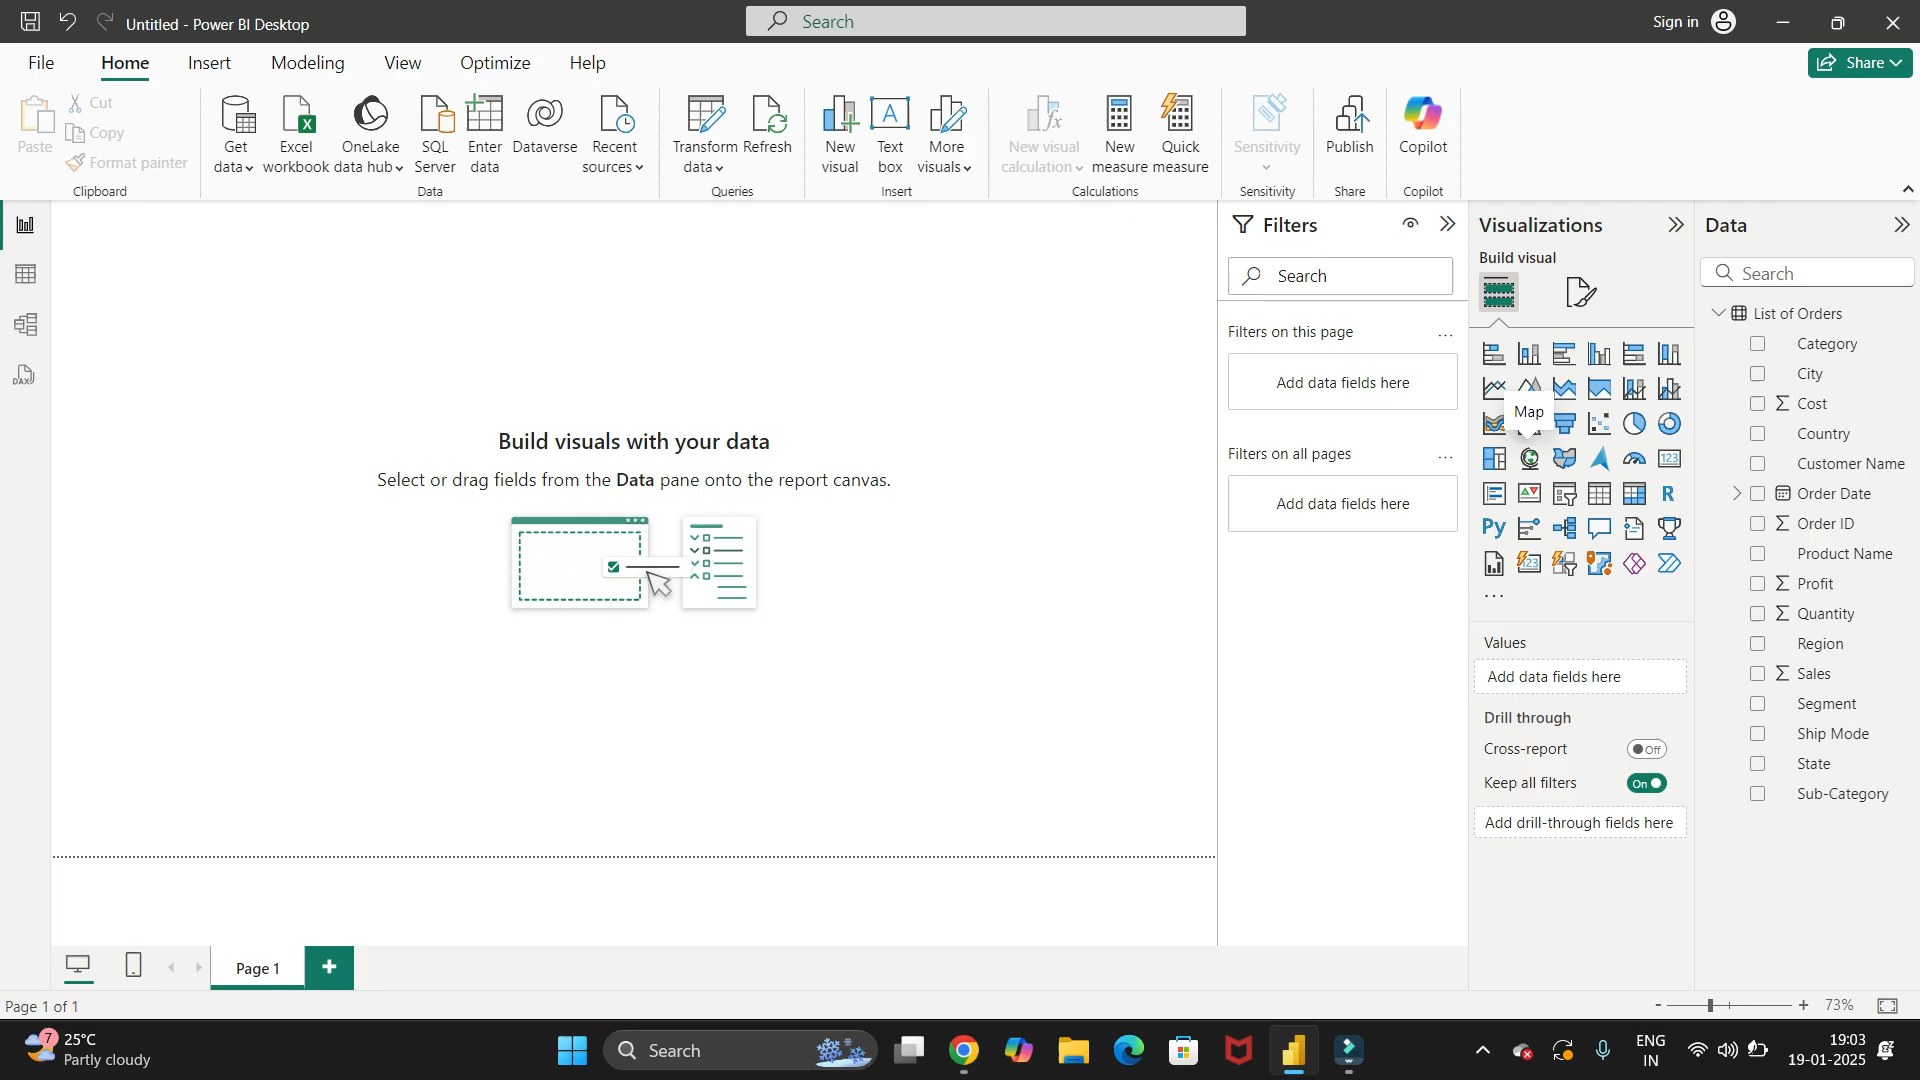 Untitled - Power BI Desktop
Search
Sign in
File
Home
Insert
Modeling
View
Optimize
Help
Share
Paste
Cut
Copy
Format painter
Clipboard
Get data
Excel workbook
OneLake data hub
SQL Server
Enter data
Dataverse
Recent sources
Data
Transform data
Refresh
Queries
New visual
Text box
More visuals
Insert
New visual calculation
New measure
Quick measure
Calculations
Sensitivity
Sensitivity
Publish
Share
Copilot
Copilot
DAX
Build visuals with your data
Select or drag fields from the Data pane onto the report canvas.
Filters
Search
Filters on this page
...
Add data fields here
Filters on all pages
...
Add data fields here
Visualizations
Build visual
Map
123
R
Py
123
...
Values
Add data fields here
Drill through
Cross-report
Off
Keep all filters
On
Add drill-through fields here
Data
Search
List of Orders
Category
City
Σ Cost
Country
Customer Name
Order Date
Σ Order ID
Product Name
Σ Profit
Σ Quantity
Region
Σ Sales
Segment
Ship Mode
State
Sub-Category
Page 1
+
Page 1 of 1
- + 73%
7
25°C
Partly cloudy
Search
ENG
IN
19:03
19-01-2025